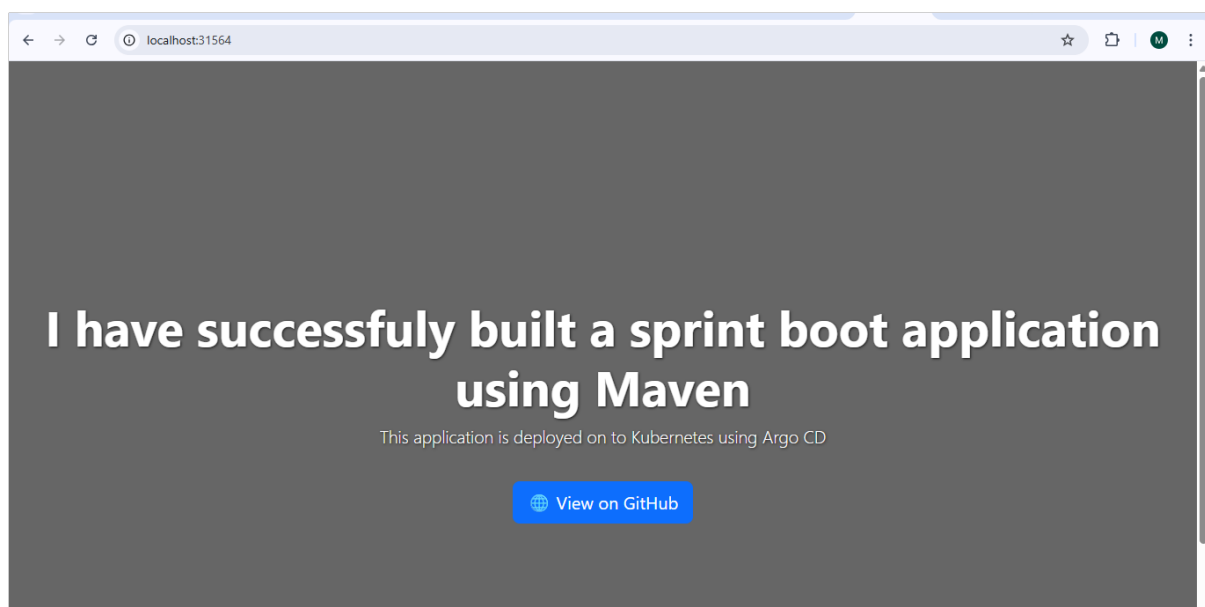 localhost:31564
M
I have successfuly built a sprint boot application
using Maven
This application is deployed on to Kubernetes using Argo CD
View on GitHub